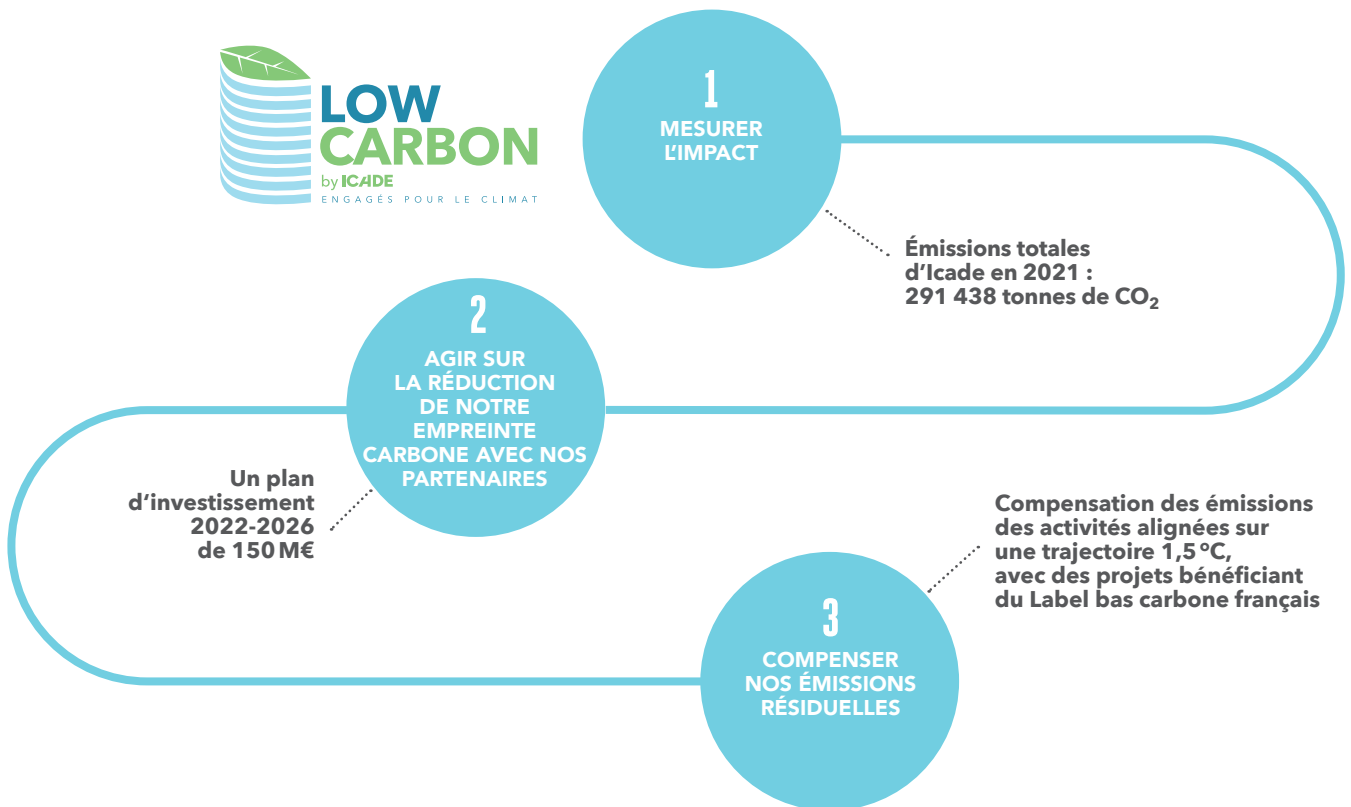 LOW
CARBON
by ICADE
ENGAGÉS POUR LE CLIMAT
1
MESURER
L’IMPACT
Émissions totales
d’Icade en 2021 :
291 438 tonnes de CO₂
2
AGIR SUR
LA RÉDUCTION
DE NOTRE
EMPREINTE
CARBONE AVEC NOS
PARTENAIRES
Un plan
d’investissement
2022-2026
de 150 M€
3
COMPENSER
NOS ÉMISSIONS
RÉSIDUELLES
Compensation des émissions
des activités alignées sur
une trajectoire 1,5 °C,
avec des projets bénéficiant
du Label bas carbone français